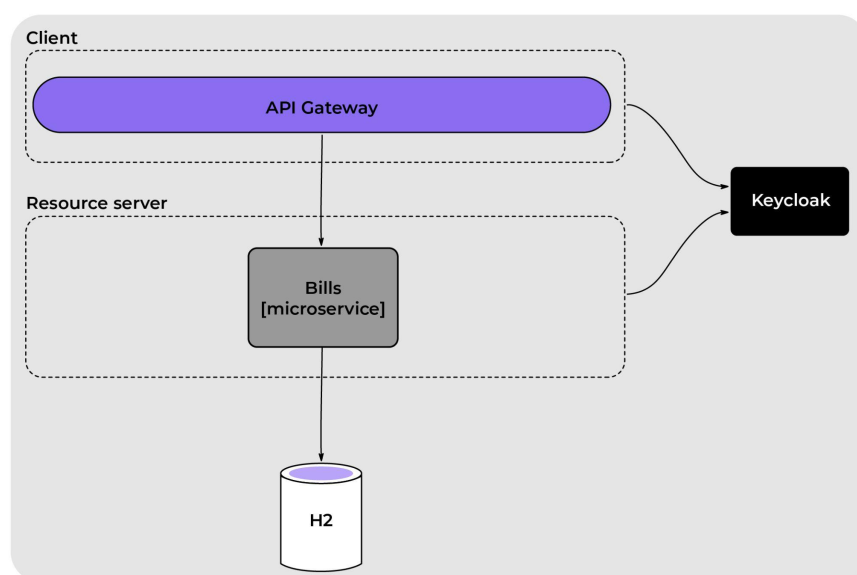 Client
API Gateway
Keycloak
Resource server
Bills
[microservice]
H2